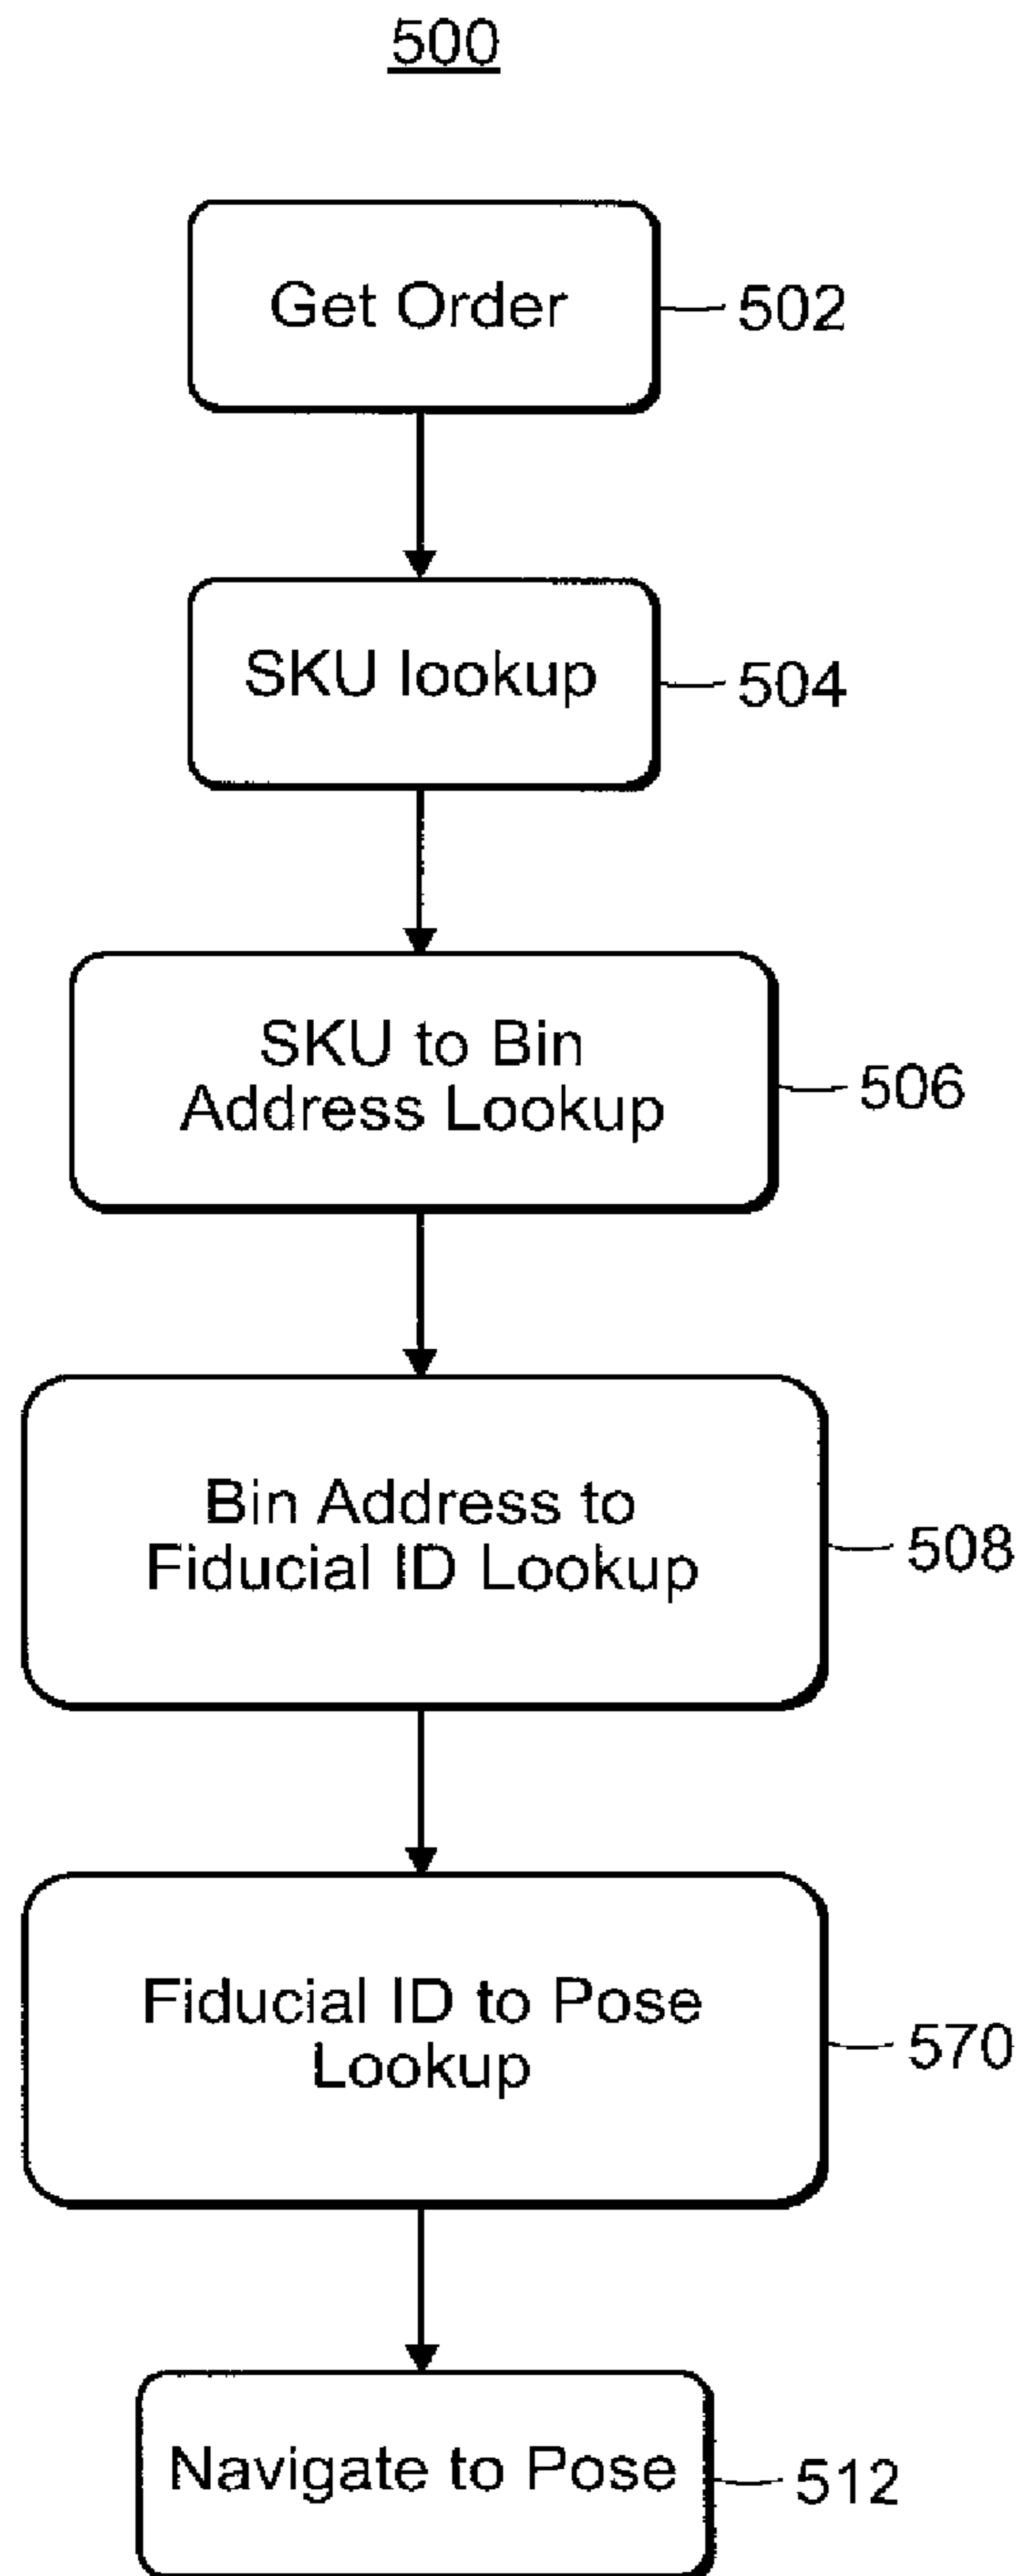 500
Get Order
502
SKU lookup
504
SKU to Bin
Address Lookup
506
Bin Address to
Fiducial ID Lookup
508
Fiducial ID to Pose
Lookup
570
Navigate to Pose
512